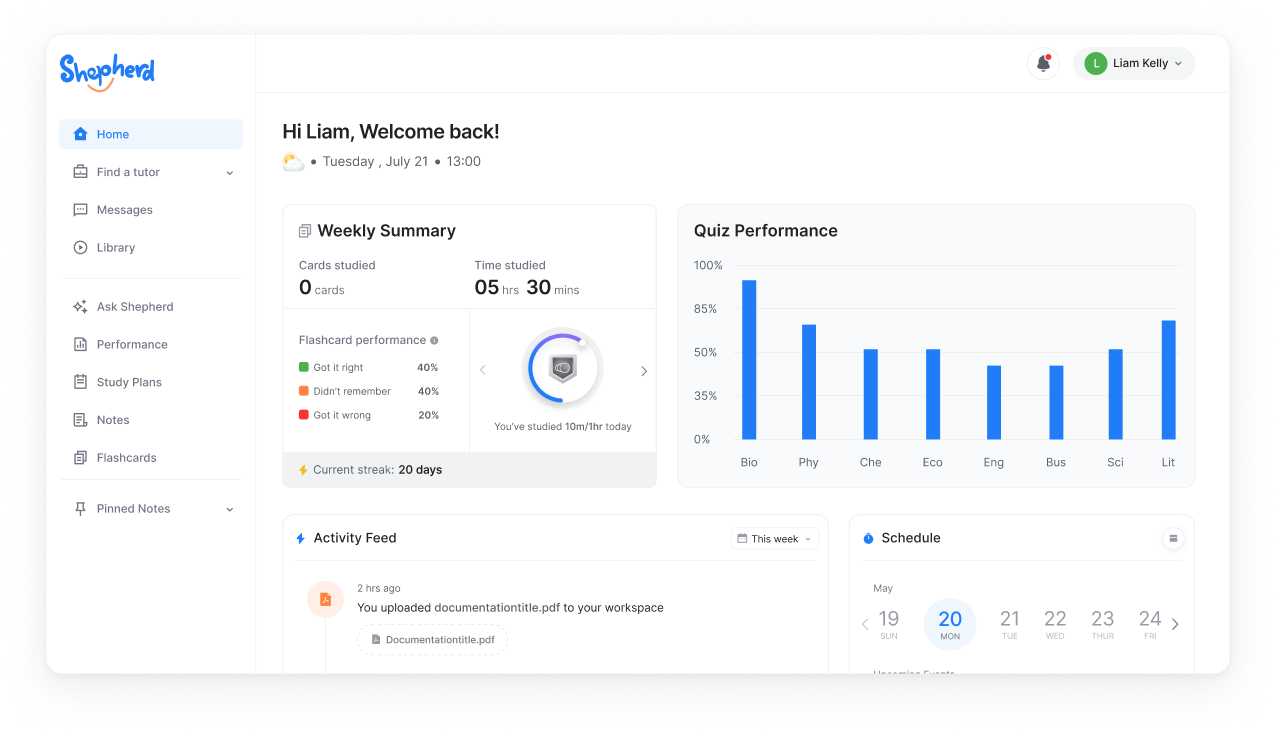 Shepherd
L Liam Kelly
Home
Find a tutor
Messages
Library
Ask Shepherd
Performance
Study Plans
Notes
Flashcards
Pinned Notes
Hi Liam, Welcome back!
• Tuesday , July 21 • 13:00
Weekly Summary
Cards studied
0 cards
Time studied
05 hrs 30 mins
Flashcard performance
Got it right 40%
Didn't remember 40%
Got it wrong 20%
You've studied 10m/1hr today
Current streak: 20 days
Quiz Performance
100%
85%
50%
35%
0%
Bio Phy Che Eco Eng Bus Sci Lit
Activity Feed
This week
2 hrs ago
You uploaded documentationtitle.pdf to your workspace
Documentationtitle.pdf
Schedule
May
19 20 21 22 23 24
SUN MON TUE WED THUR FRI
Upcoming Events